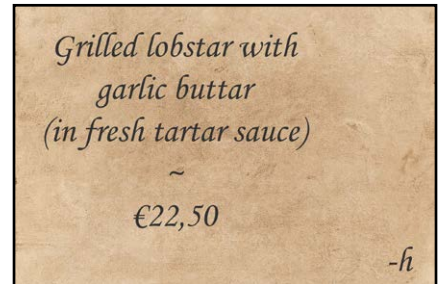 Grilled lobstar with
garlic buttar
(in fresh tartar sauce)
~
€22,50
-h